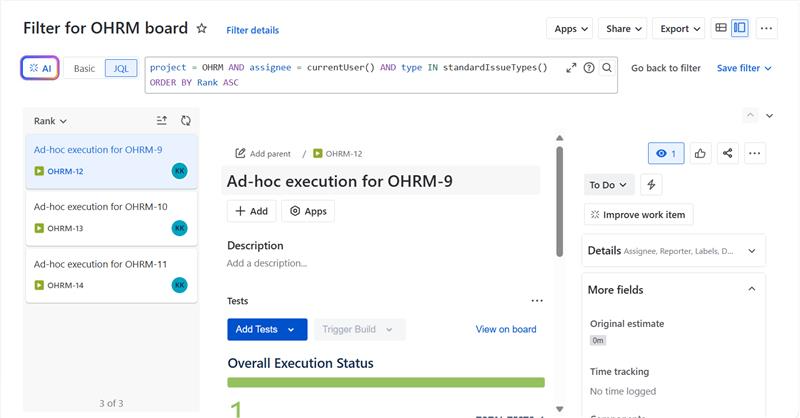 Filter for OHRM board
Filter details
Apps
Share
Export
AI
Basic
JQL
project = OHRM AND assignee = currentUser() AND type IN standardIssueTypes()
ORDER BY Rank ASC
Go back to filter
Save filter
Rank
Ad-hoc execution for OHRM-9
OHRM-12
KK
Ad-hoc execution for OHRM-10
OHRM-13
KK
Ad-hoc execution for OHRM-11
OHRM-14
KK
3 of 3
Add parent / OHRM-12
Ad-hoc execution for OHRM-9
Add
Apps
Description
Add a description...
Tests
Add Tests
Trigger Build
View on board
Overall Execution Status
1
1
To Do
Improve work item
Details Assignee, Reporter, Labels, D...
More fields
Original estimate
0m
Time tracking
No time logged